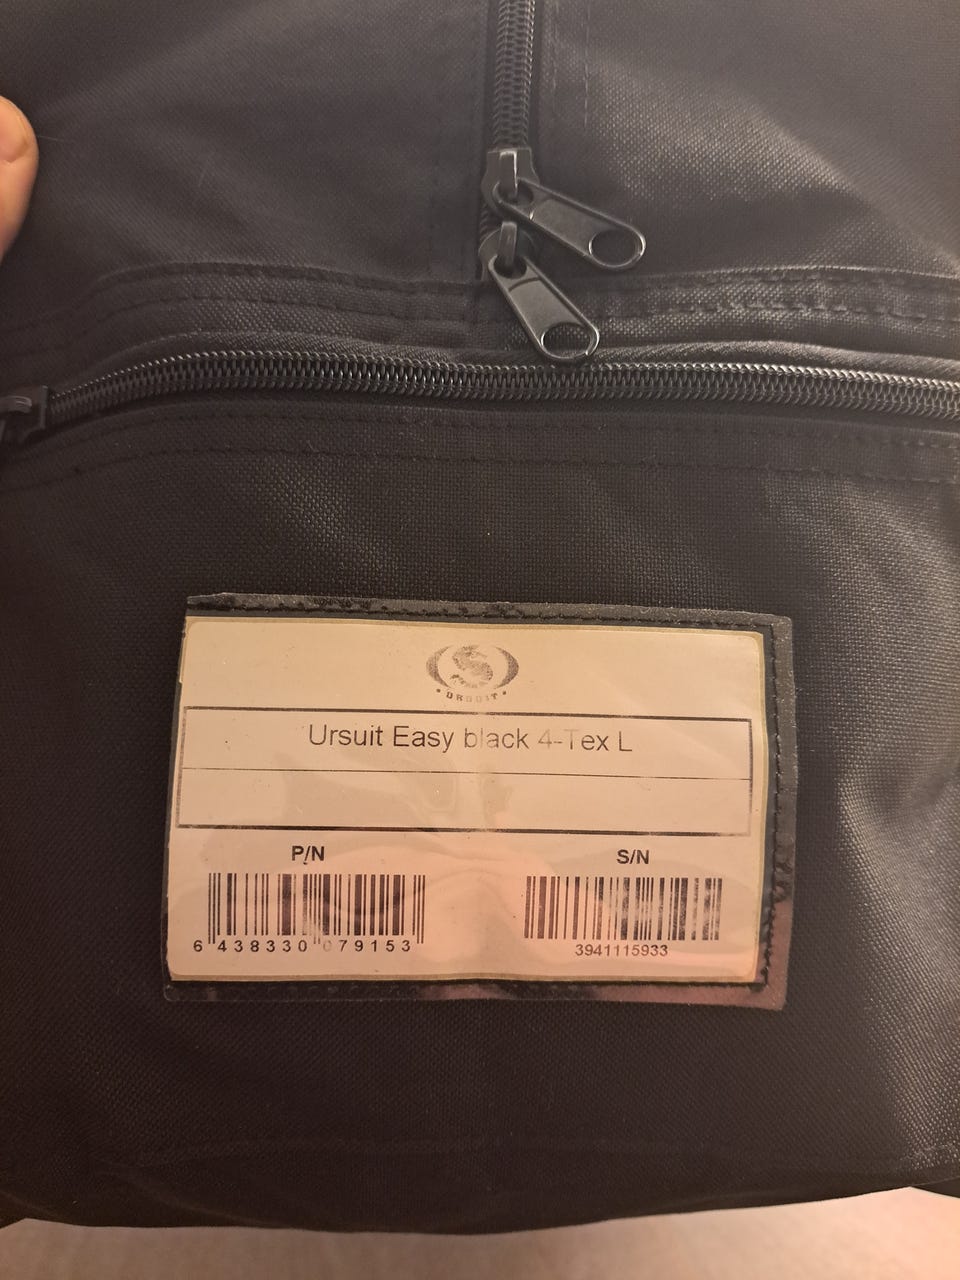 URSUIT
Ursuit Easy black 4-Tex L
P/N
S/N
6 438330 079153
3941115933